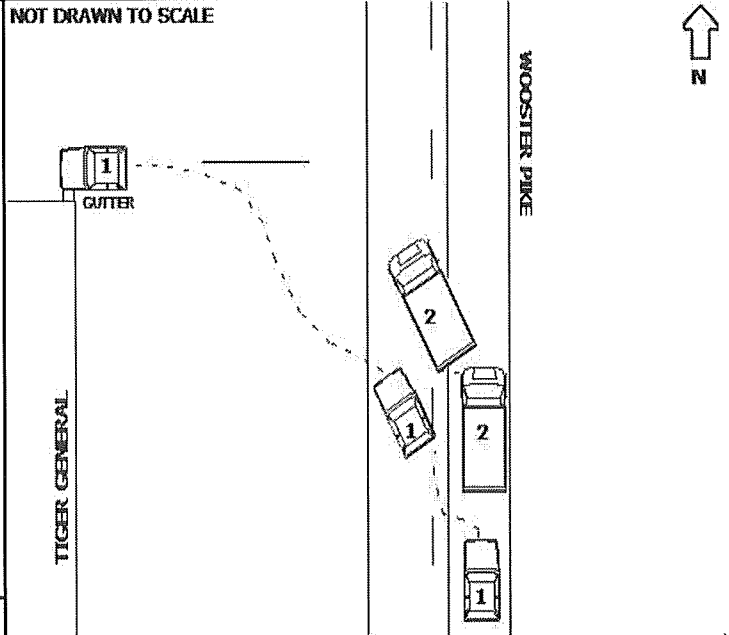 NOT DRAWN TO SCALE
N
WOOSTER PIKE
1
GUTTER
2
1
2
TIGER GENERAL
1